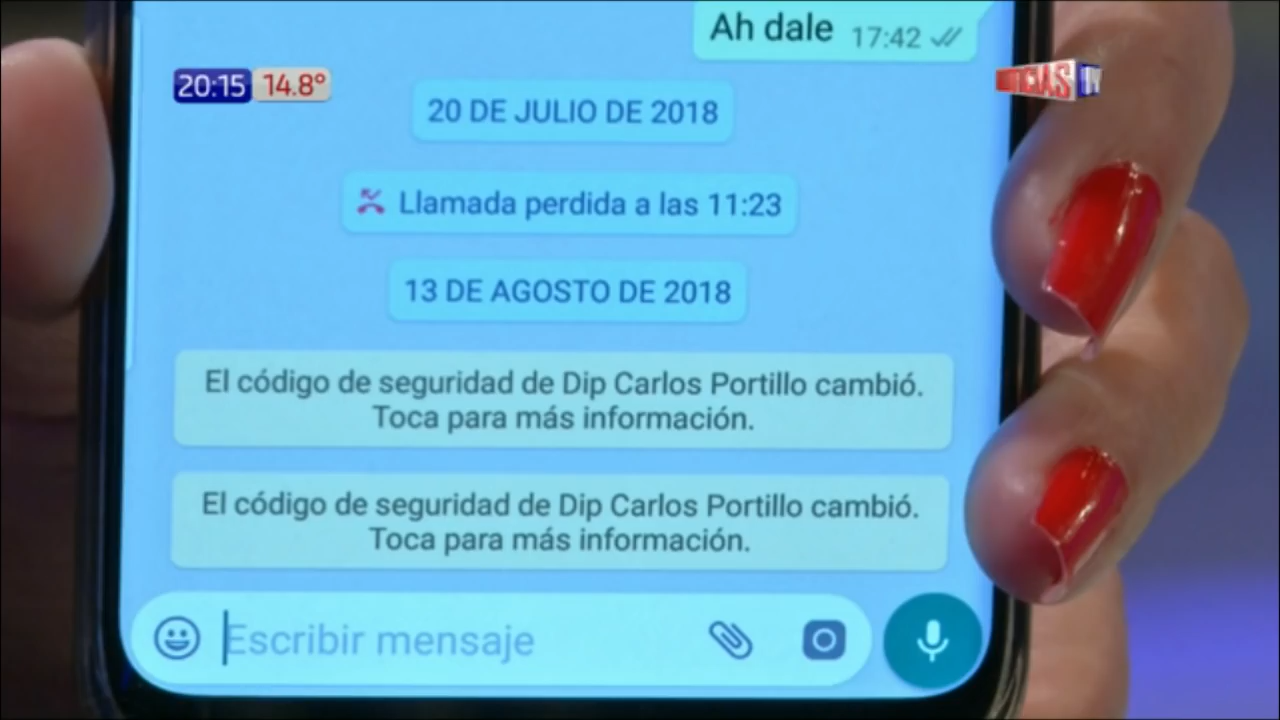 Ah dale 17:42
20:15 14.8°
20 DE JULIO DE 2018
Llamada perdida a las 11:23
13 DE AGOSTO DE 2018
El código de seguridad de Dip Carlos Portillo cambió.
Toca para más información.
El código de seguridad de Dip Carlos Portillo cambió.
Toca para más información.
Escribir mensaje